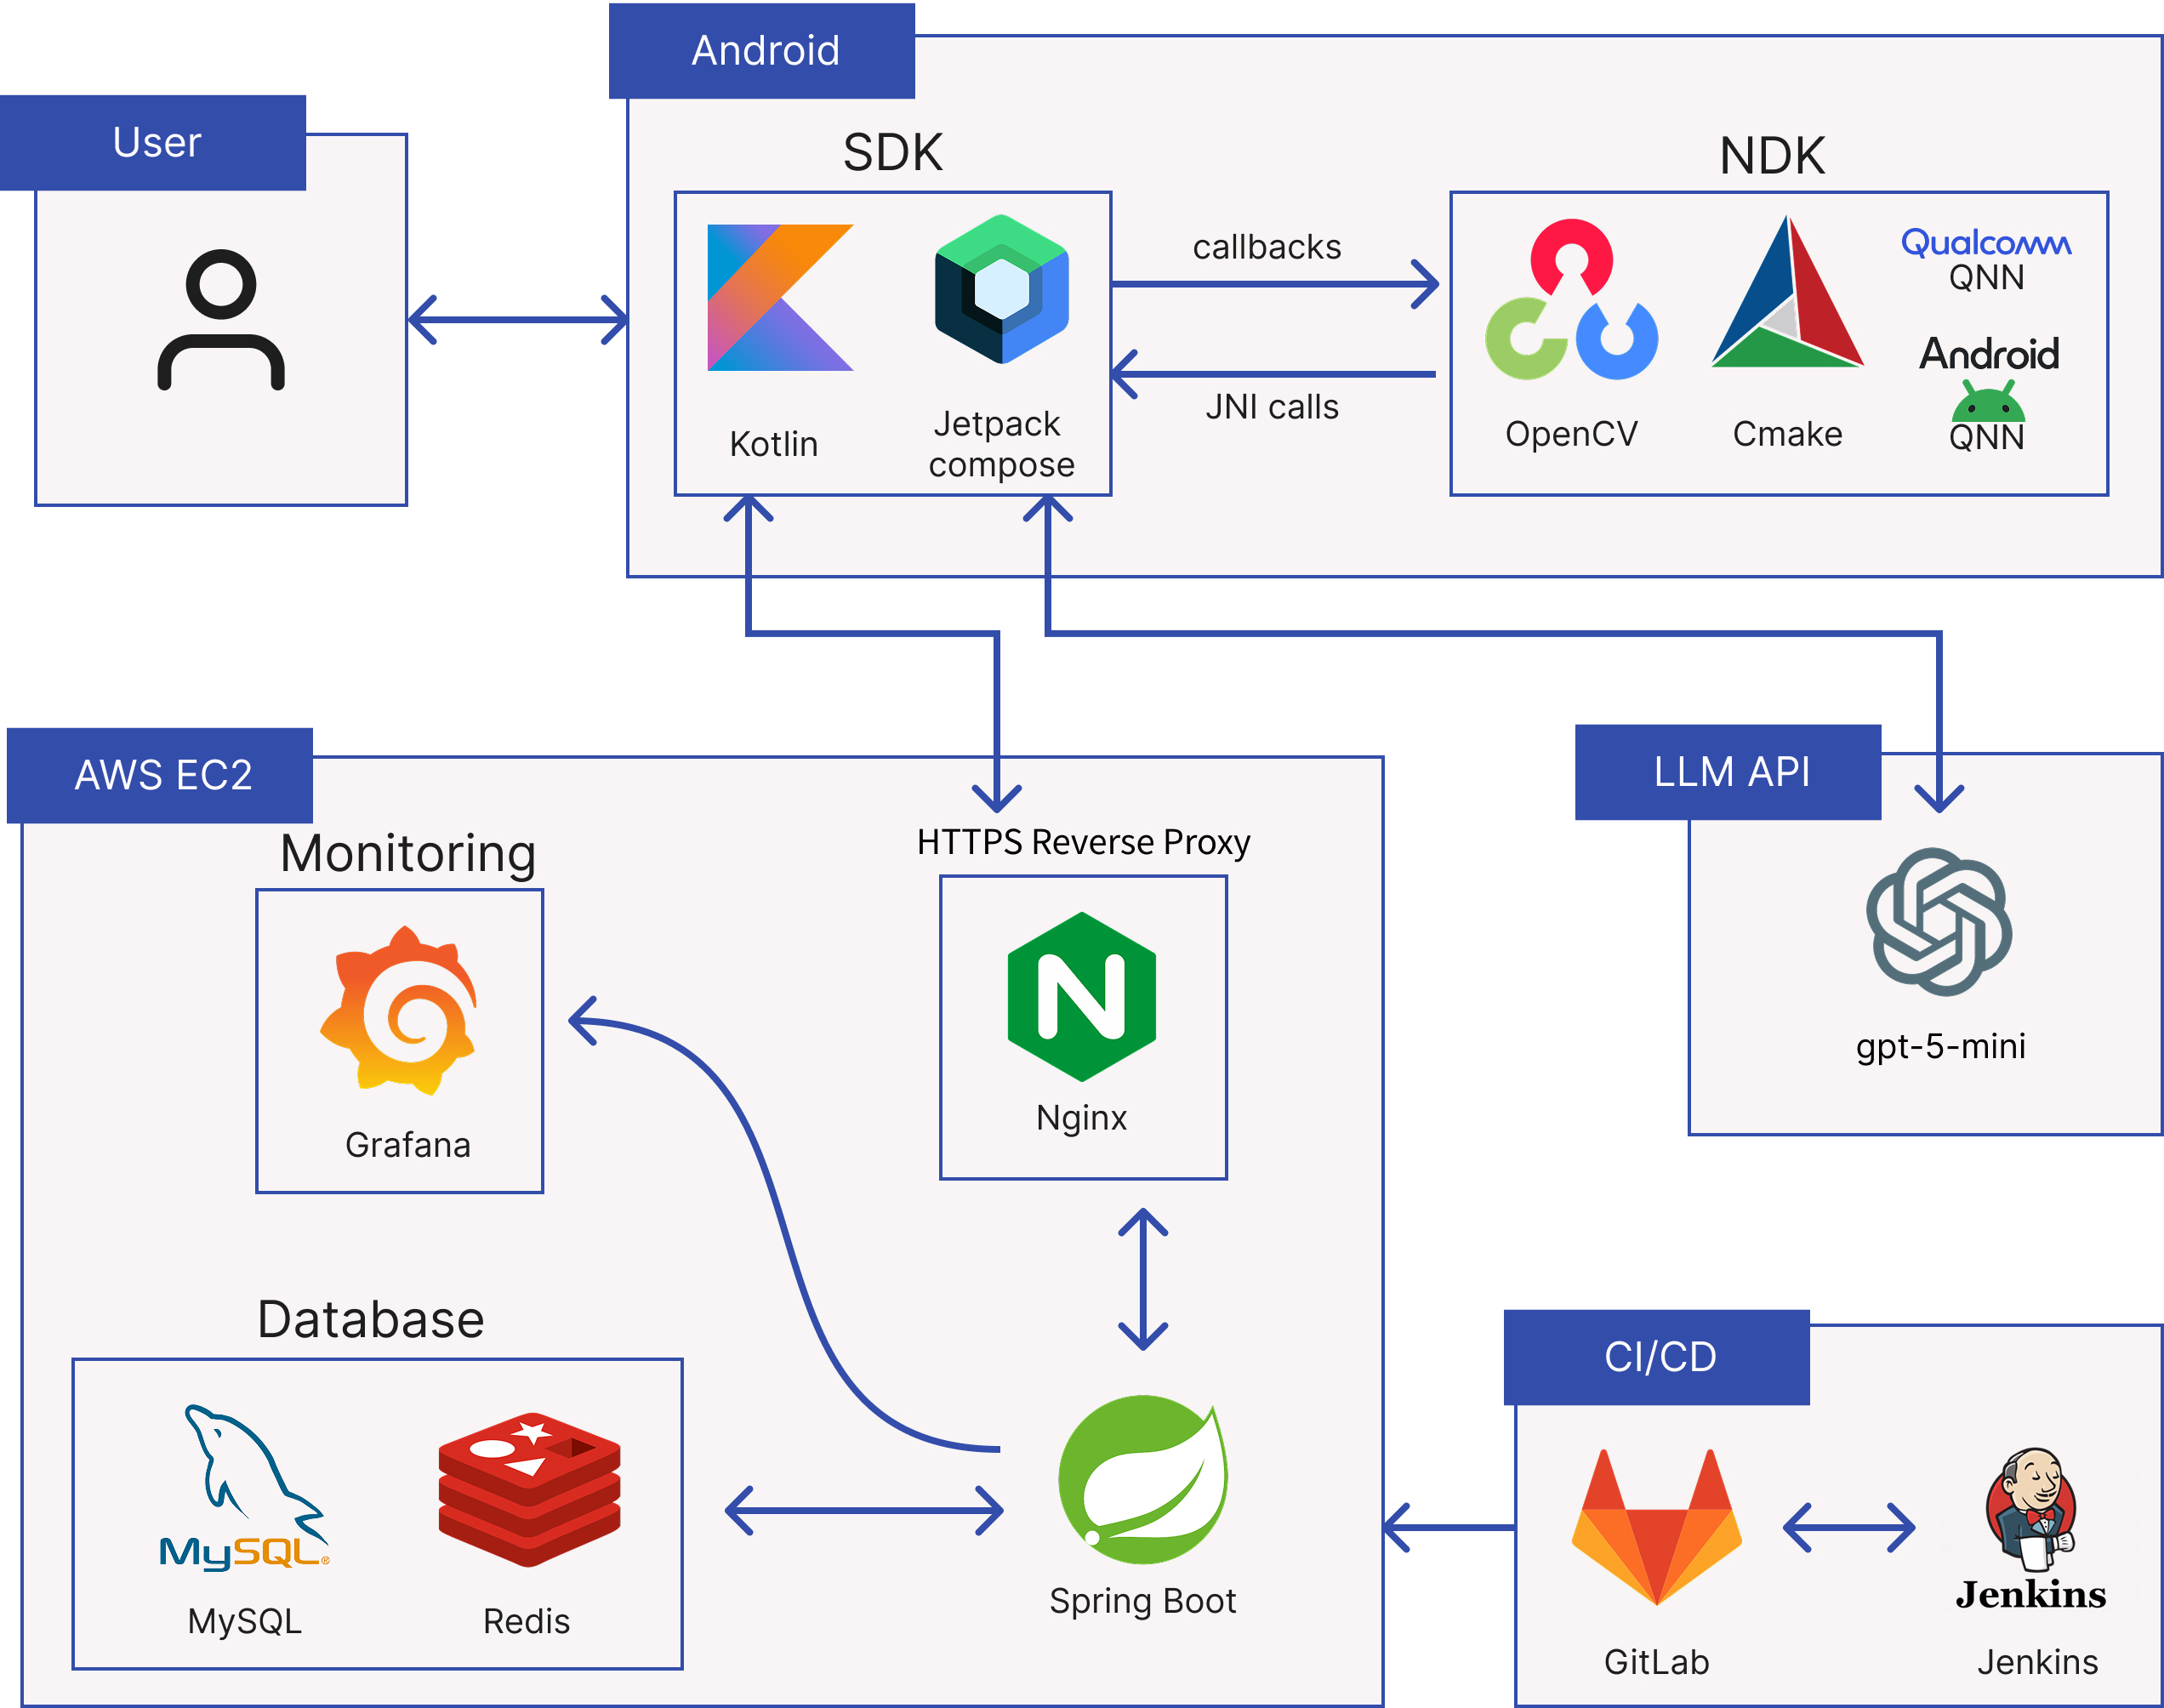 Android
User
SDK
NDK
callbacks
JNI calls
Kotlin
Jetpack
compose
OpenCV
Cmake
Qualcomm
QNN
Android
QNN
AWS EC2
Monitoring
Grafana
HTTPS Reverse Proxy
Nginx
LLM API
gpt-5-mini
Database
MySQL®
MySQL
Redis
Spring Boot
CI/CD
GitLab
Jenkins
Jenkins